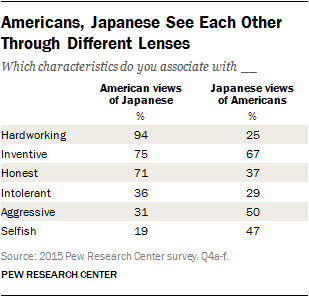 Americans, Japanese See Each Other
Through Different Lenses
Which characteristics do you associate with __
American views of Japanese Japanese views of Americans
% %
Hardworking 94 25
Inventive 75 67
Honest 71 37
Intolerant 36 29
Aggressive 31 50
Selfish 19 47
Source: 2015 Pew Research Center survey. Q4a-f.
PEW RESEARCH CENTER